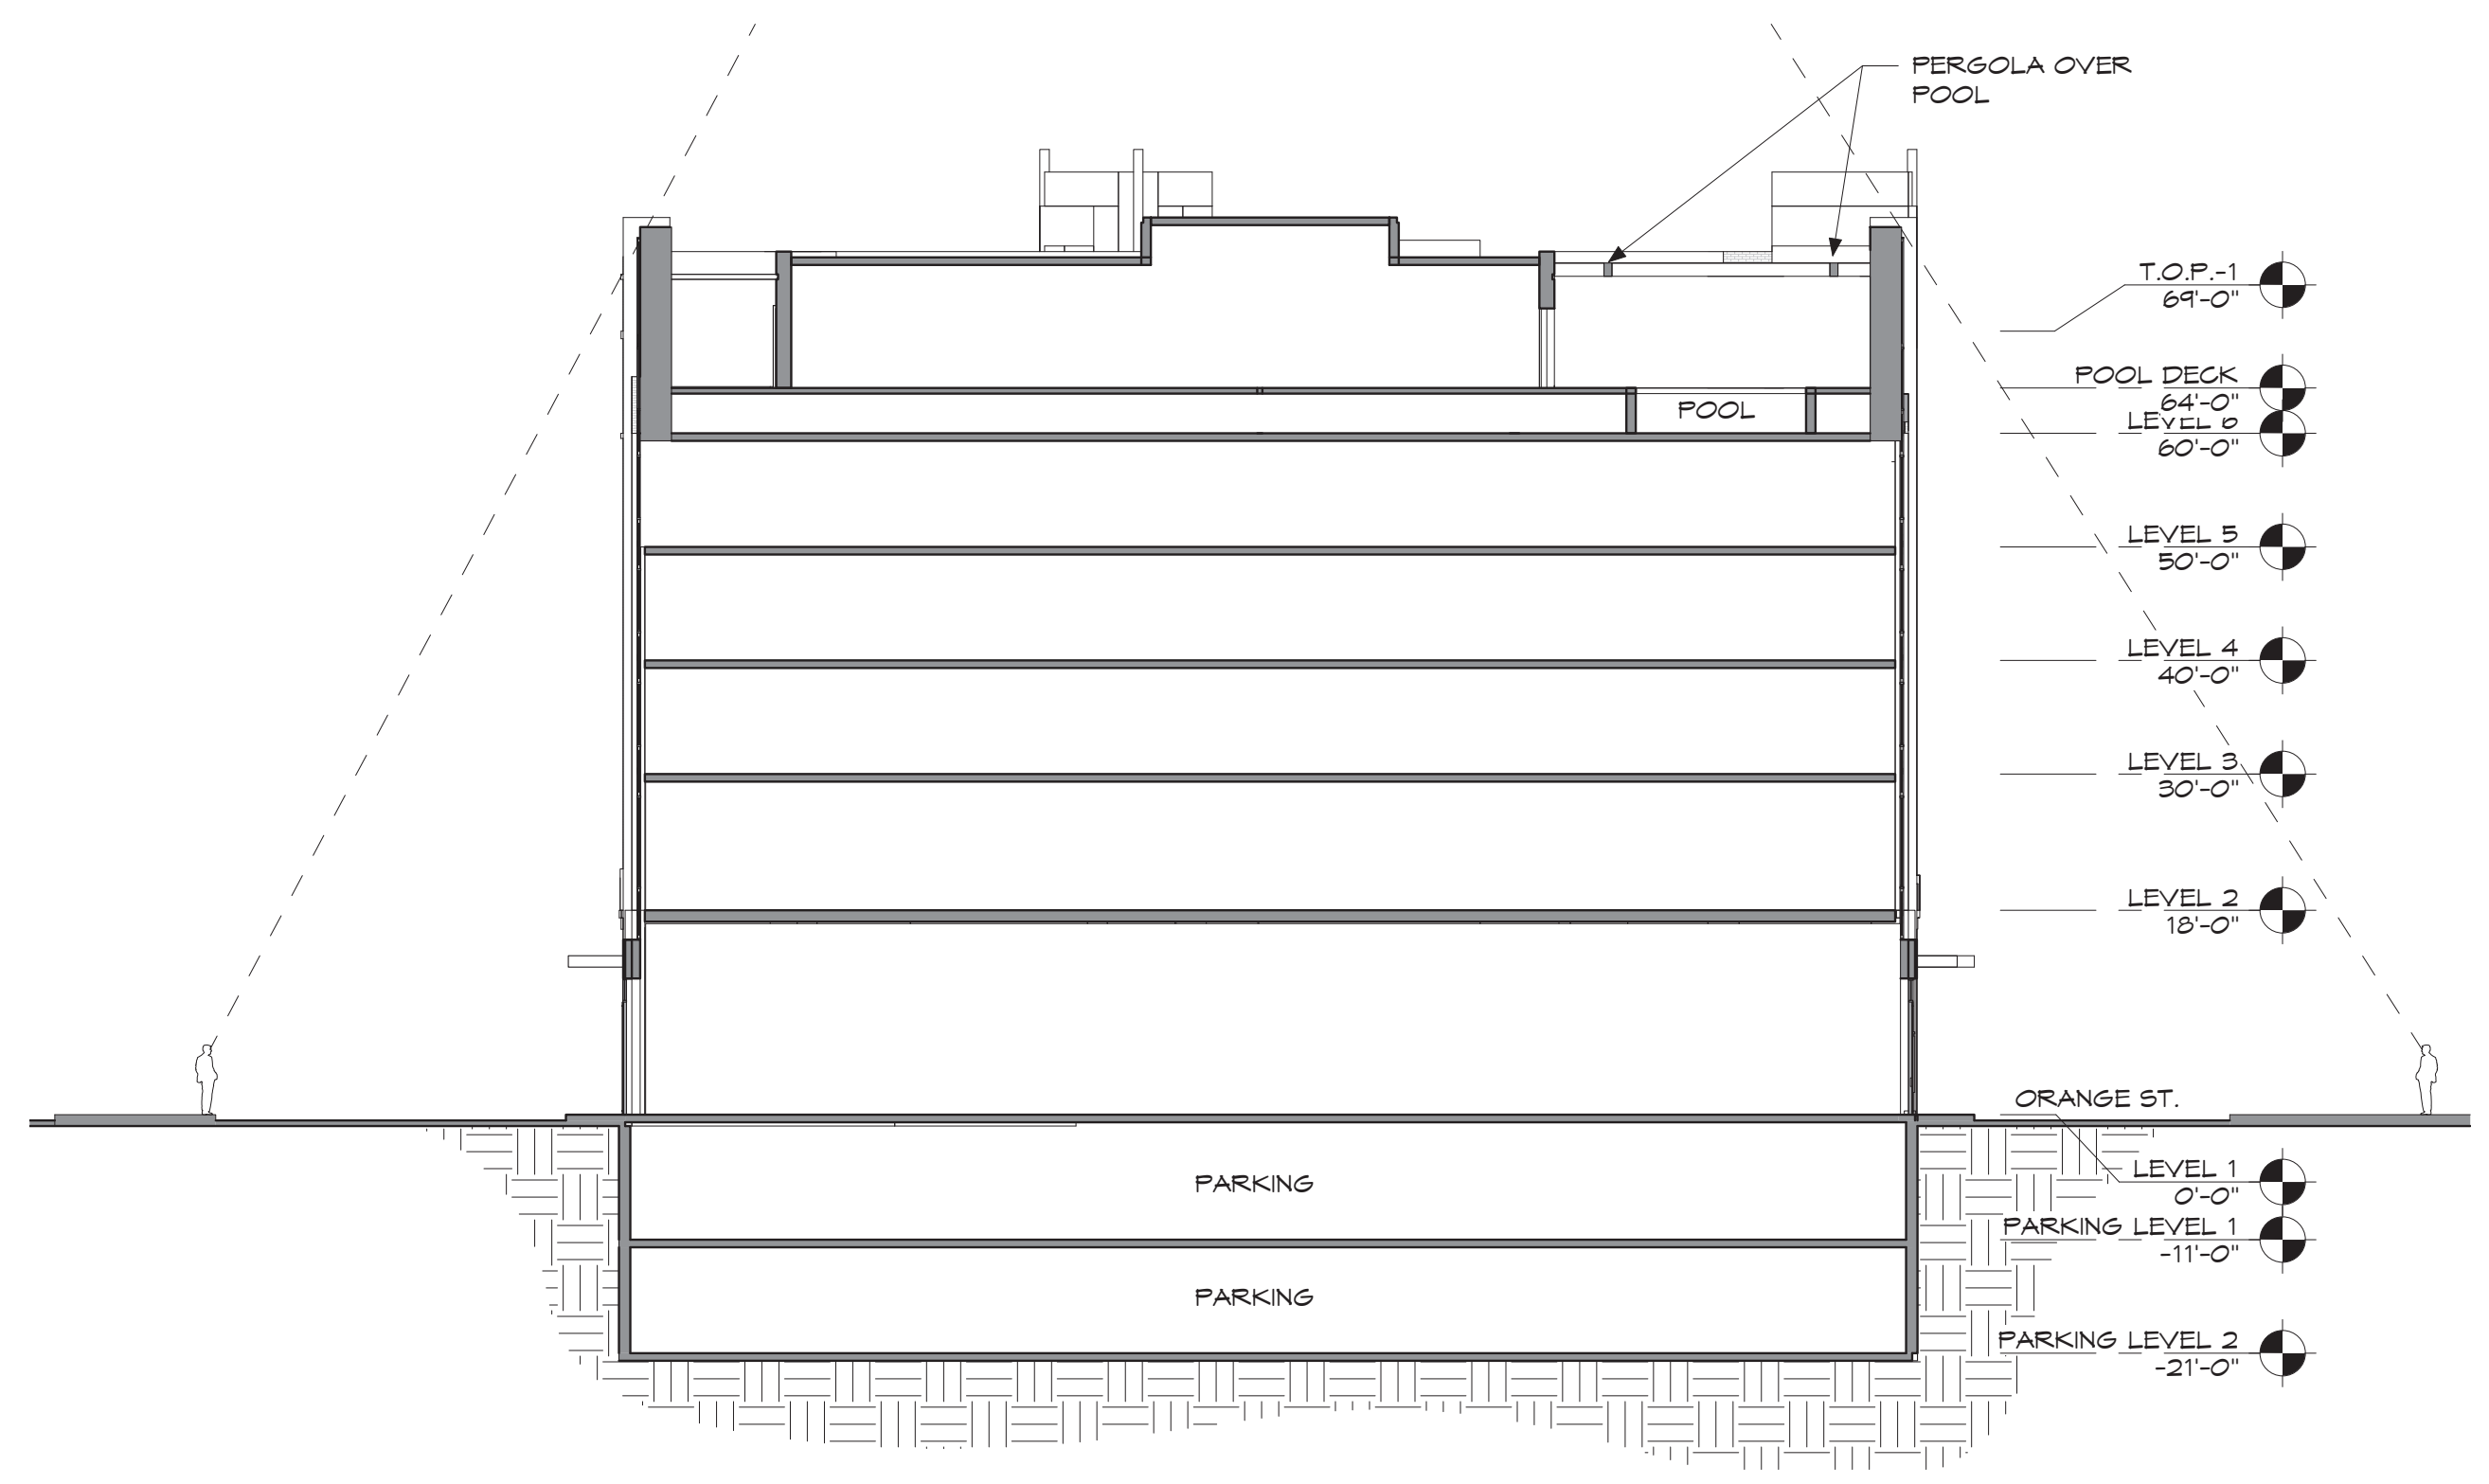 PERGOLA OVER
POOL
T.O.P.-1
69'-0"
POOL DECK
64'-0"
POOL
LEVEL 6
60'-0"
LEVEL 5
50'-0"
LEVEL 4
40'-0"
LEVEL 3
30'-0"
LEVEL 2
18'-0"
ORANGE ST.
LEVEL 1
0'-0"
PARKING
PARKING LEVEL 1
-11'-0"
PARKING
PARKING LEVEL 2
-21'-0"